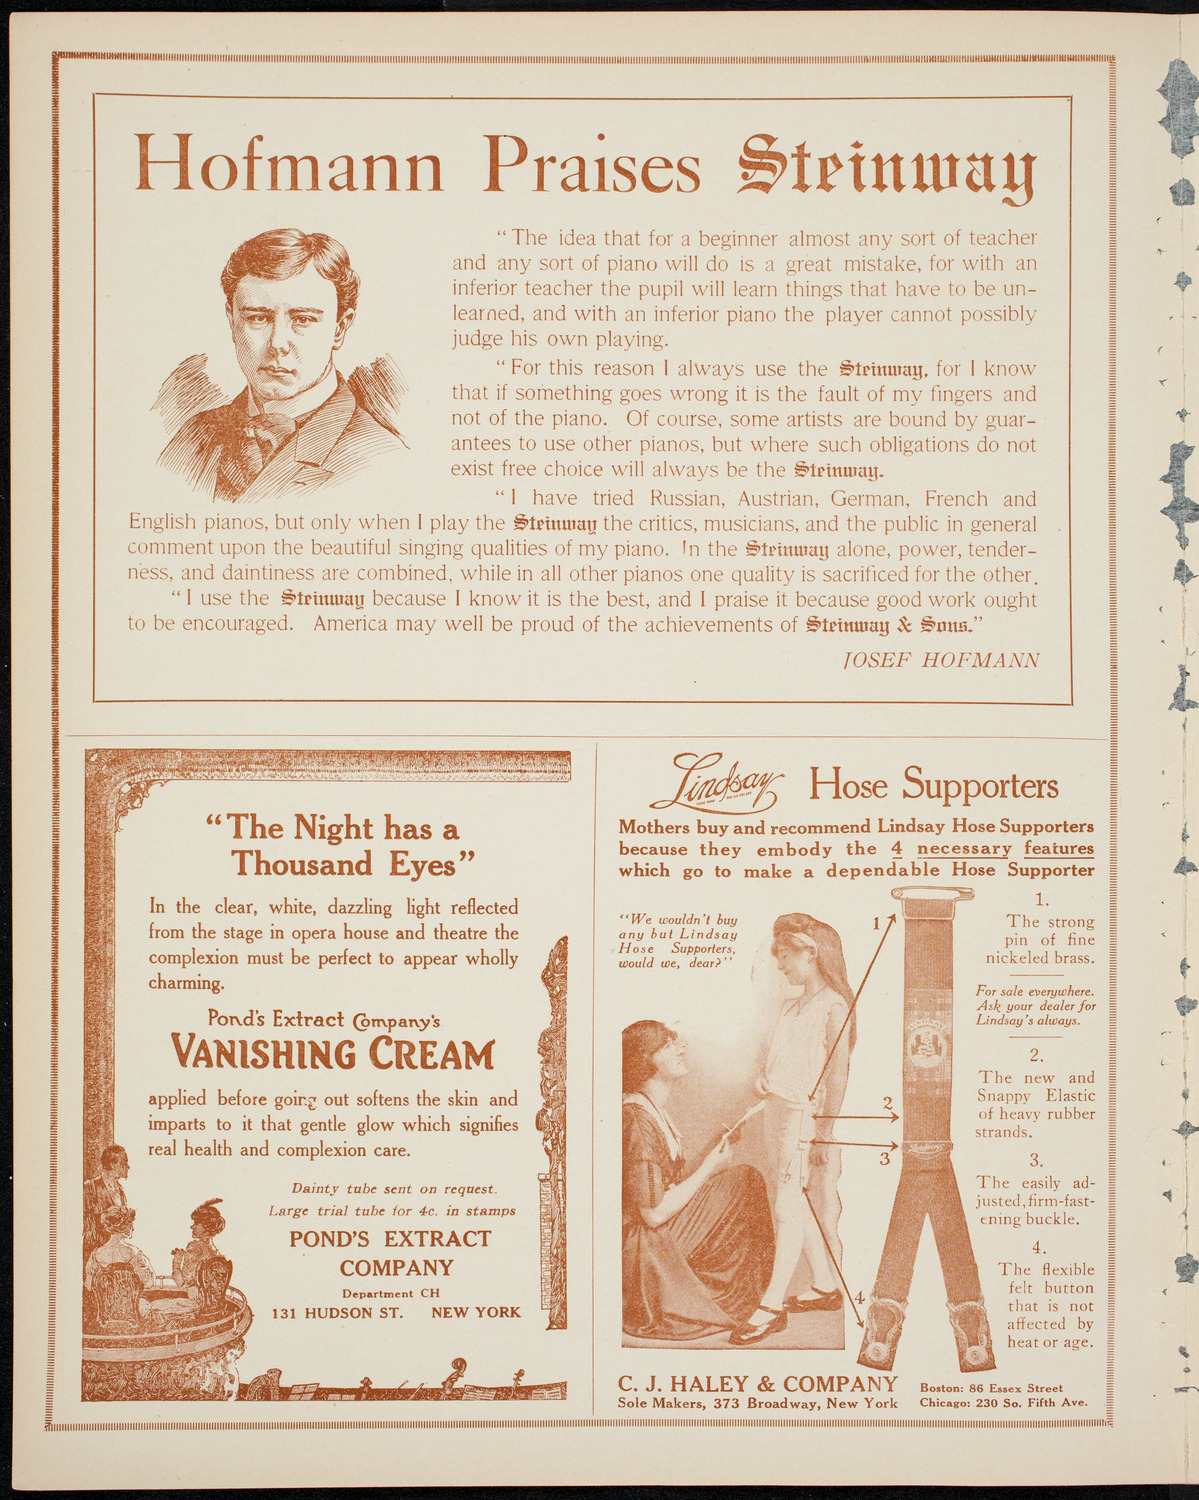 Hofmann Praises Steinway
“The idea that for a beginner almost any sort of teacher
and any sort of piano will do is a great mistake, for with an
inferior teacher the pupil will learn things that have to be un-
learned, and with an inferior piano the player cannot possibly
judge his own playing.
“For this reason I always use the Steinway, for I know
that if something goes wrong it is the fault of my fingers and
not of the piano. Of course, some artists are bound by guar-
antees to use other pianos, but where such obligations do not
exist free choice will always be the Steinway.
“I have tried Russian, Austrian, German, French and
English pianos, but only when I play the Steinway the critics, musicians, and the public in general
comment upon the beautiful singing qualities of my piano. In the Steinway alone, power, tender-
ness, and daintiness are combined, while in all other pianos one quality is sacrificed for the other.
“I use the Steinway because I know it is the best, and I praise it because good work ought
to be encouraged. America may well be proud of the achievements of Steinway & Sons.”
JOSEF HOFMANN
“The Night has a
Thousand Eyes”
In the clear, white, dazzling light reflected
from the stage in opera house and theatre the
complexion must be perfect to appear wholly
charming.
Pond's Extract Company's
VANISHING CREAM
applied before going out softens the skin and
imparts to it that gentle glow which signifies
real health and complexion care.
Dainty tube sent on request.
Large trial tube for 4c. in stamps
POND'S EXTRACT
COMPANY
Department CH
131 HUDSON ST. NEW YORK
Lindsay Hose Supporters
Mothers buy and recommend Lindsay Hose Supporters
because they embody the 4 necessary features
which go to make a dependable Hose Supporter
“We wouldn't buy
any but Lindsay
Hose Supporters,
would we, dear?”
1
2
3
4
1.
The strong
pin of fine
nickeled brass.
For sale everywhere.
Ask your dealer for
Lindsay's always.
2.
The new and
Snappy Elastic
of heavy rubber
strands.
3.
The easily ad-
justed, firm-fast-
ening buckle.
4.
The flexible
felt button
that is not
affected by
heat or age.
C. J. HALEY & COMPANY
Sole Makers, 373 Broadway, New York
Boston: 86 Essex Street
Chicago: 230 So. Fifth Ave.